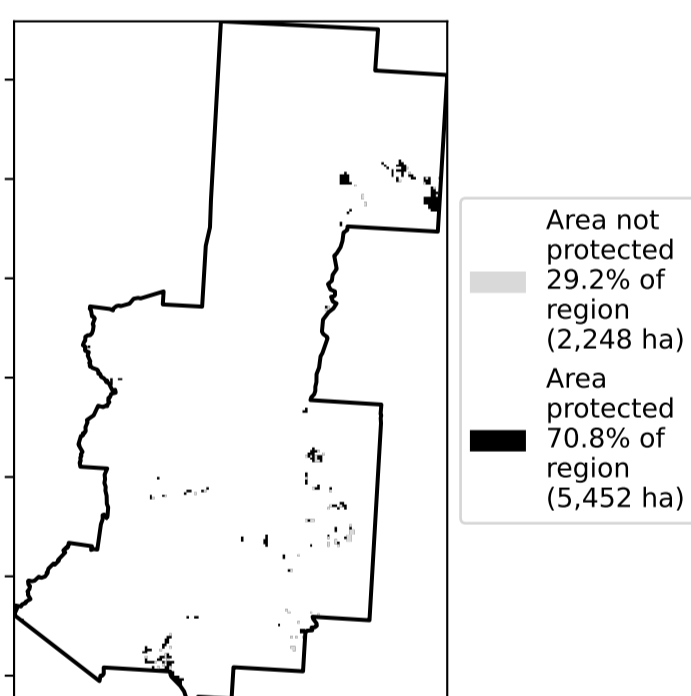 Area not
protected
29.2% of
region
(2,248 ha)
Area
protected
70.8% of
region
(5,452 ha)